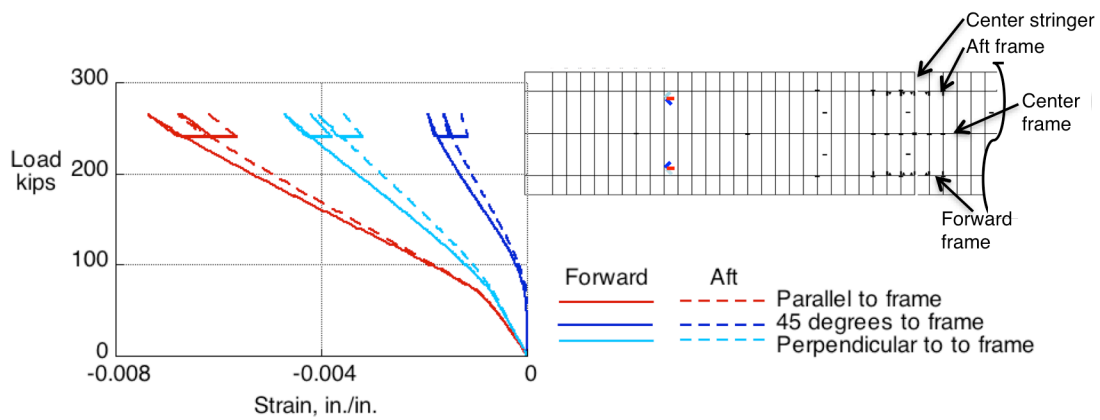 Center stringer
Aft frame
Center
frame
Forward
frame
300
200
100
0
Load
kips
-0.008
-0.004
0
Strain, in./in.
Forward
Aft
Parallel to frame
45 degrees to frame
Perpendicular to to frame